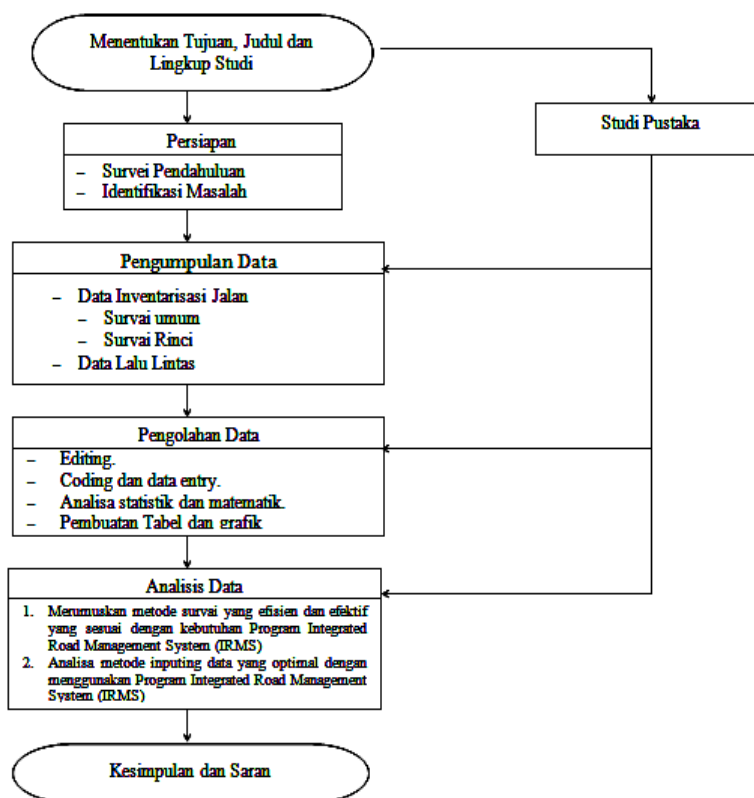 Menentukan Tujuan, Judul dan
Lingkup Studi
Studi Pustaka
Persiapan
– Survei Pendahuluan
– Identifikasi Masalah
Pengumpulan Data
– Data Inventarisasi Jalan
– Survai umum
– Survai Rinci
– Data Lalu Lintas
Pengolahan Data
– Editing.
– Coding dan data entry.
– Analisa statistik dan matematik.
– Pembuatan Tabel dan grafik
Analisis Data
1. Merumuskan metode survai yang efisien dan efektif
yang sesuai dengan kebutuhan Program Integrated
Road Management System (IRMS)
2. Analisa metode inputing data yang optimal dengan
menggunakan Program Integrated Road Management
System (IRMS)
Kesimpulan dan Saran